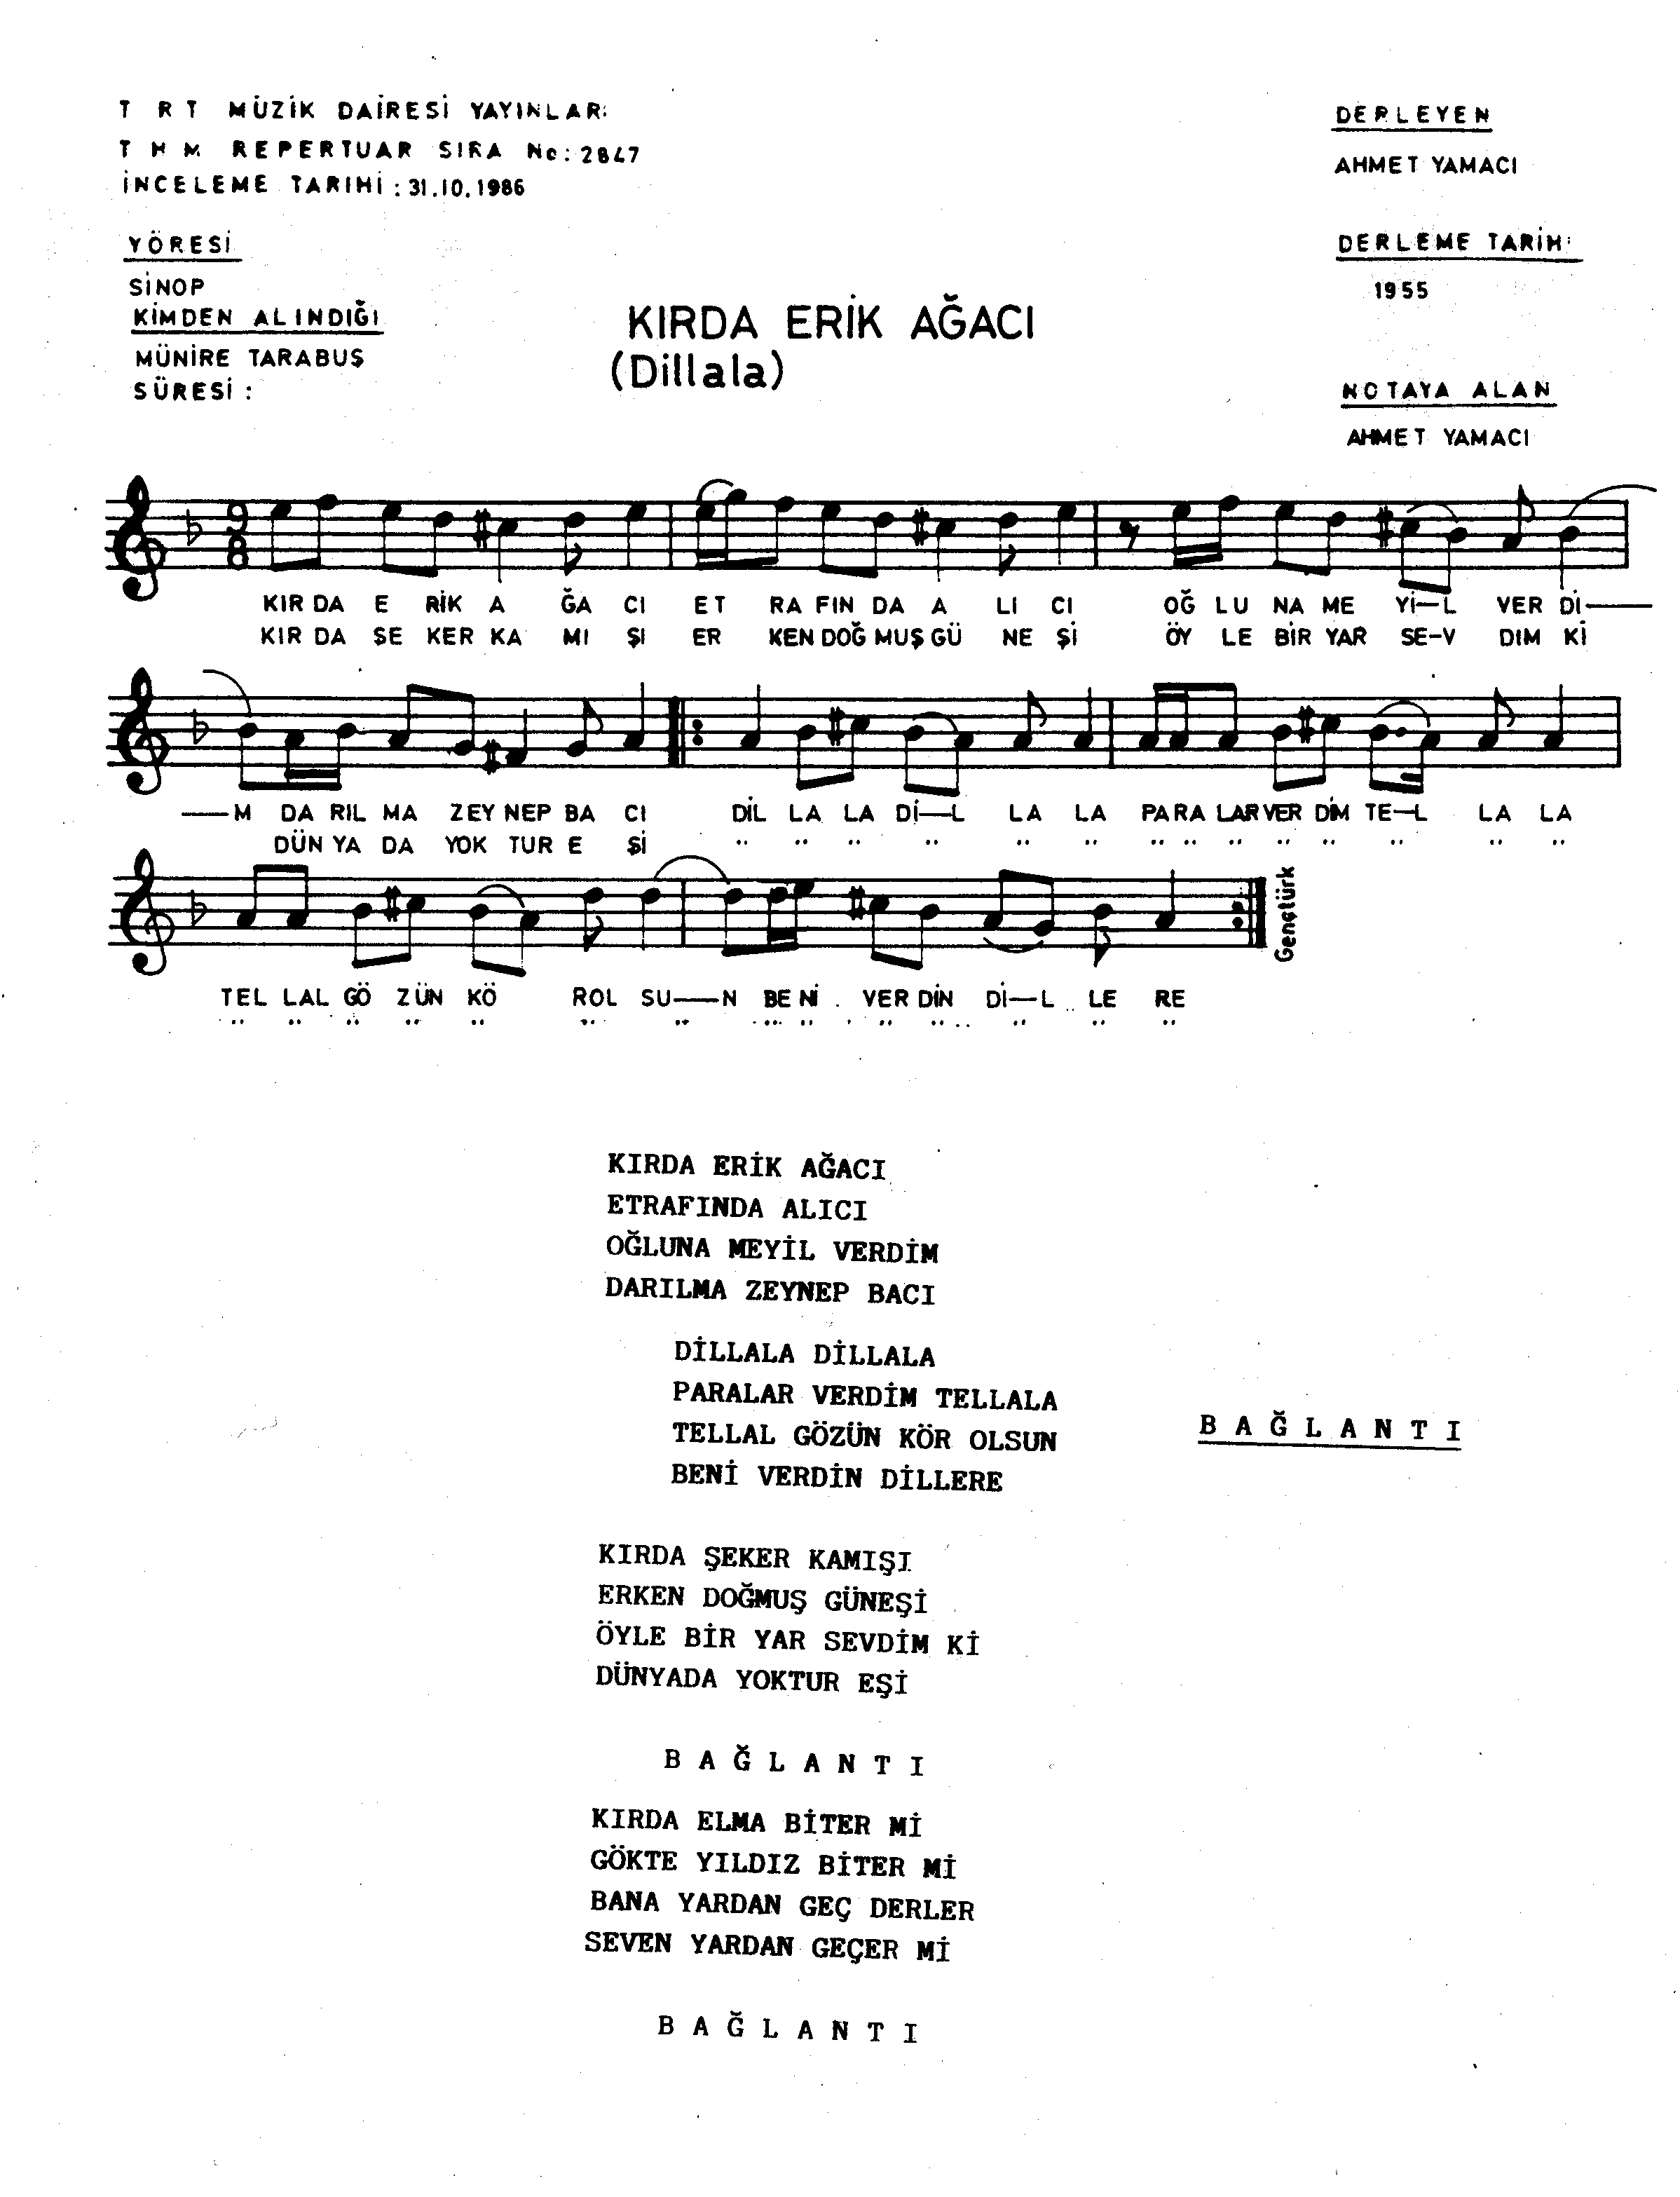 T R T MÜZİK DAİRESİ YAYINLARI
T H M REPERTUAR SIRA No: 2847
İNCELEME TARIHİ : 31.10.1986
DERLEYEN
AHMET YAMACI
YÖRESİ
SİNOP
KİMDEN ALINDIĞI
MÜNİRE TARABUŞ
SÜRESİ :
DERLEME TARİHİ
1955
KIRDA ERİK AĞACI
(Dillala)
NOTAYA ALAN
AHMET YAMACI
9
8
KIR DA E RİK A ĞA CI ET RA FIN DA A LI CI OĞ LU NA ME Yİ—L VER Dİ——
KIR DA SE KER KA MI ŞI ER KEN DOĞ MUŞ GÜ NE Şİ ÖY LE BİR YAR SE-V DIM Kİ
——M DA RIL MA ZEY NEP BA CI DİL LA LA Dİ—L LA LA PA RA LAR VER DİM TE—L LA LA
DÜN YA DA YOK TUR E Şİ " " " " " " " " " " " " " "
Gençtürk
TEL LAL GÖ ZÜN KÖ ROL SU——N BE Nİ VER DİN Dİ—L LE RE
" " " " " " " " " " " " " "
KIRDA ERİK AĞACI
ETRAFINDA ALICI
OĞLUNA MEYİL VERDİM
DARILMA ZEYNEP BACI
DİLLALA DİLLALA
PARALAR VERDİM TELLALA
TELLAL GÖZÜN KÖR OLSUN
BENİ VERDİN DİLLERE
B A Ğ L A N T I
KIRDA ŞEKER KAMIŞI
ERKEN DOĞMUŞ GÜNEŞİ
ÖYLE BİR YAR SEVDİM Kİ
DÜNYADA YOKTUR EŞİ
B A Ğ L A N T I
KIRDA ELMA BİTER Mİ
GÖKTE YILDIZ BİTER Mİ
BANA YARDAN GEÇ DERLER
SEVEN YARDAN GEÇER Mİ
B A Ğ L A N T I